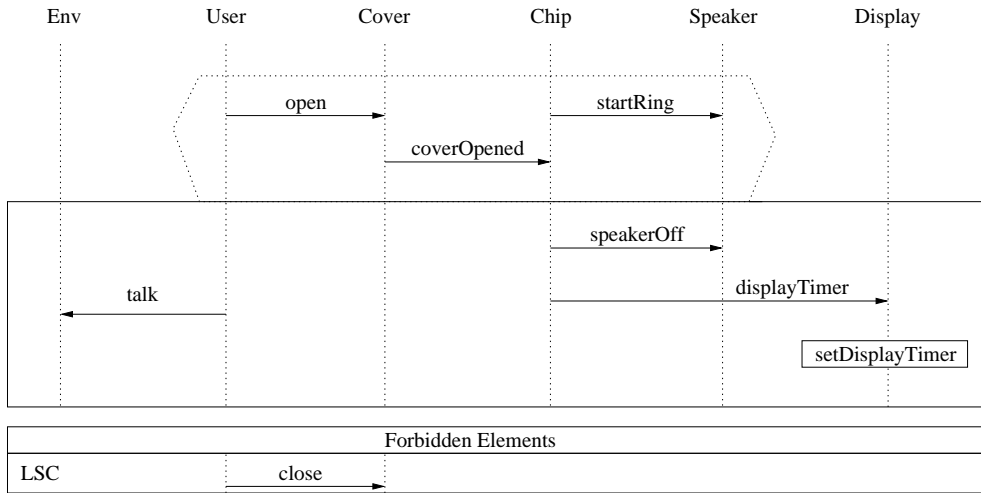 Env User Cover Chip Speaker Display
open startRing
coverOpened
speakerOff
displayTimer
talk
setDisplayTimer
Forbidden Elements
LSC close